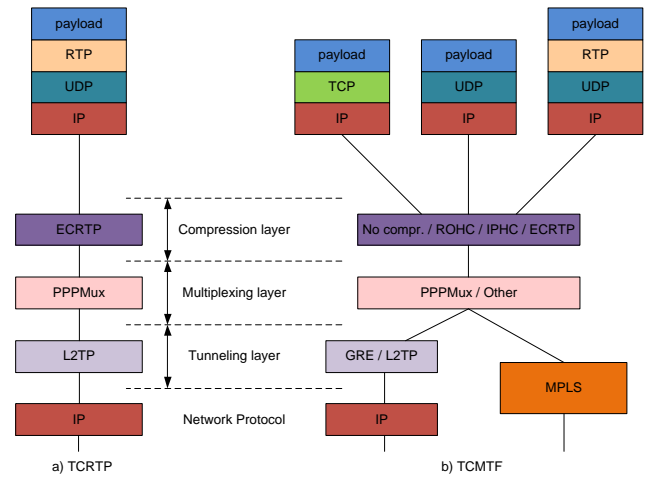 payload
RTP
UDP
IP
ECRTP
PPPMux
L2TP
IP
a) TCRTP
Compression layer
Multiplexing layer
Tunneling layer
Network Protocol
payload
TCP
IP
payload
UDP
IP
payload
RTP
UDP
IP
No compr. / ROHC / IPHC / ECRTP
PPPMux / Other
GRE / L2TP
IP
MPLS
b) TCMTF